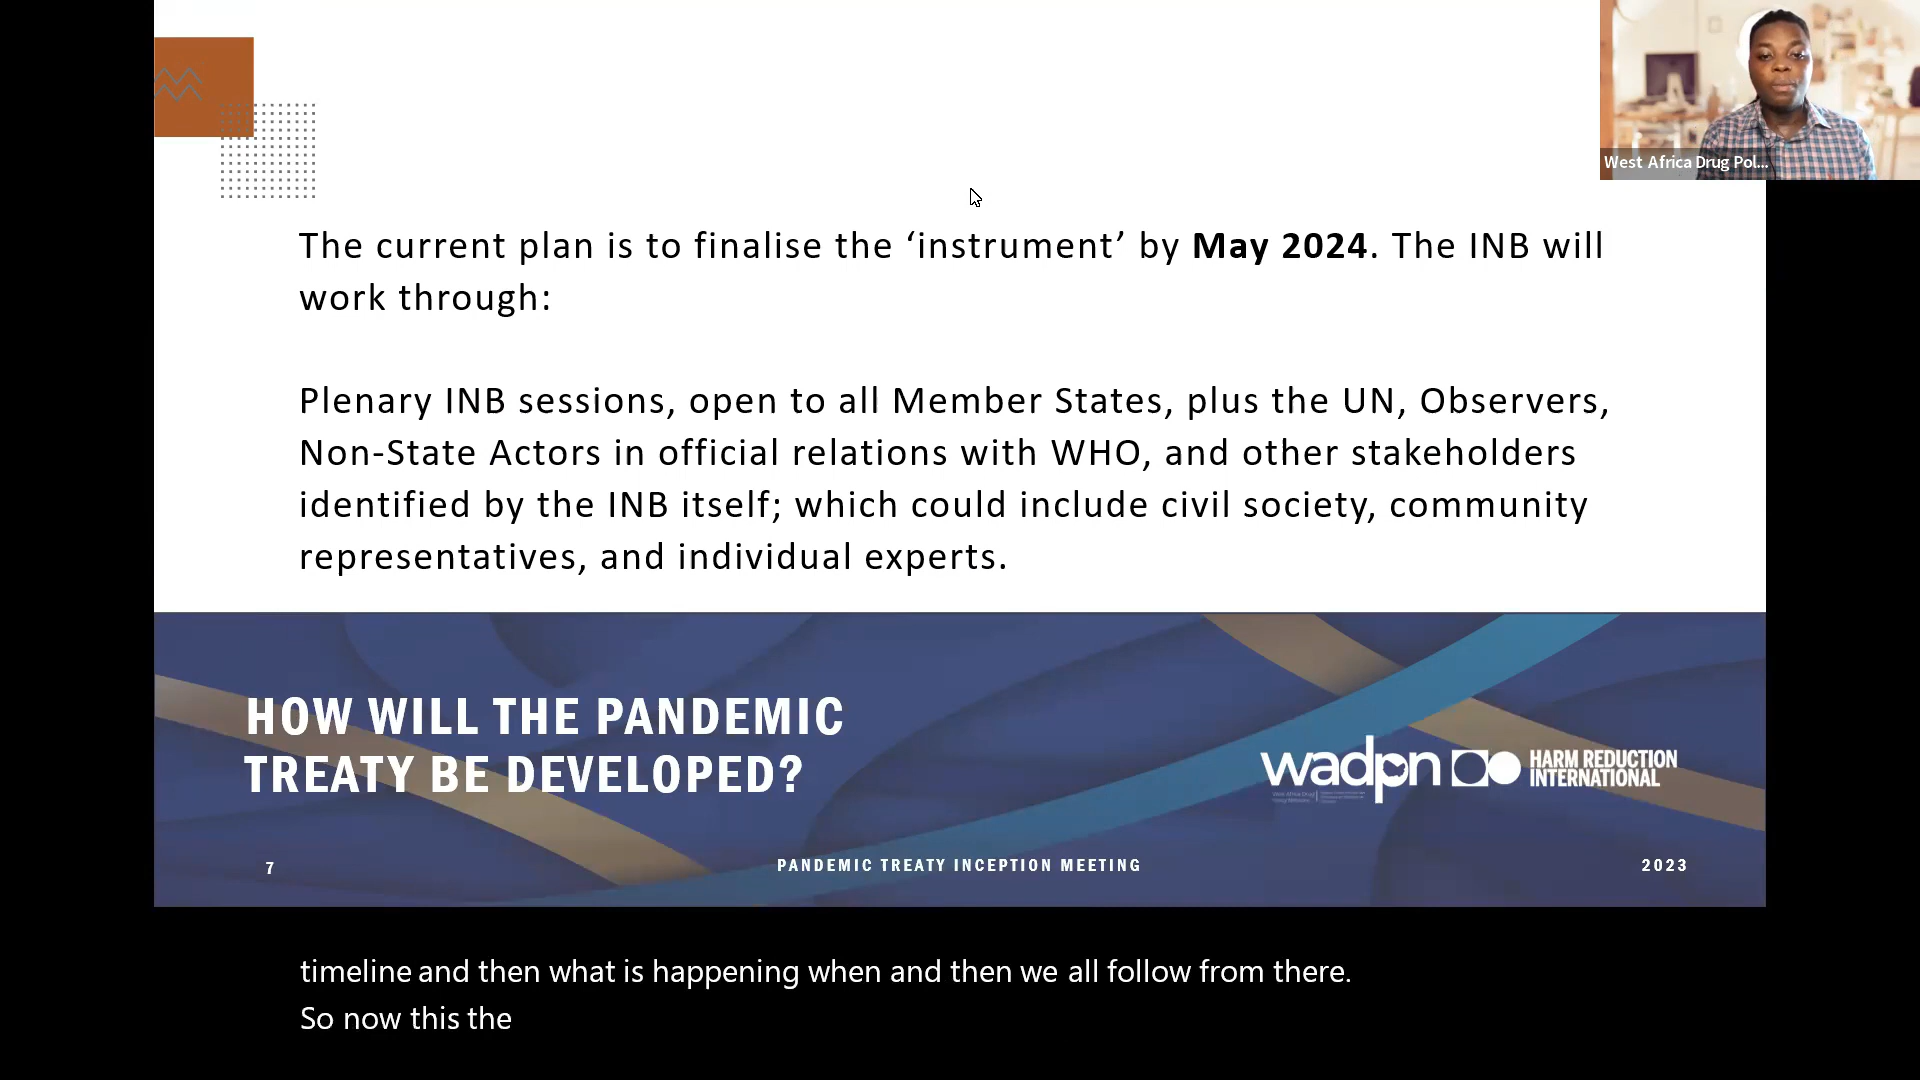 West Africa Drug Pol...
The current plan is to finalise the ‘instrument’ by May 2024. The INB will
work through:
Plenary INB sessions, open to all Member States, plus the UN, Observers,
Non-State Actors in official relations with WHO, and other stakeholders
identified by the INB itself; which could include civil society, community
representatives, and individual experts.
HOW WILL THE PANDEMIC
TREATY BE DEVELOPED?
wadpn
HARM REDUCTION
INTERNATIONAL
7
PANDEMIC TREATY INCEPTION MEETING
2023
timeline and then what is happening when and then we all follow from there.
So now this the